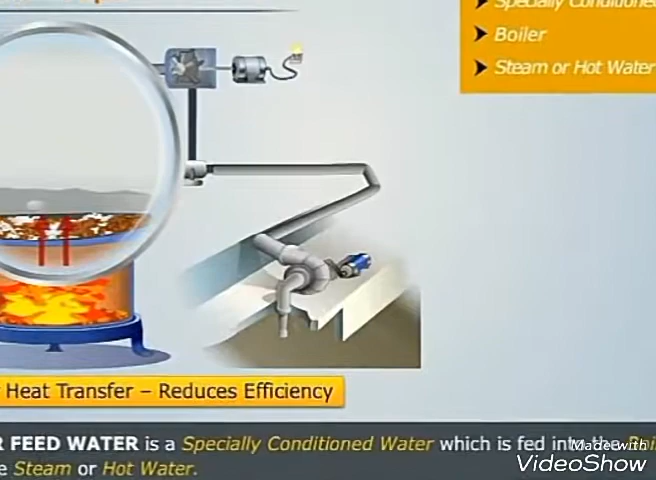 Specially Conditioned
Boiler
Steam or Hot Water
Heat Transfer – Reduces Efficiency
R FEED WATER is a Specially Conditioned Water which is fed into the
Steam or Hot Water.
Made with
VideoShow